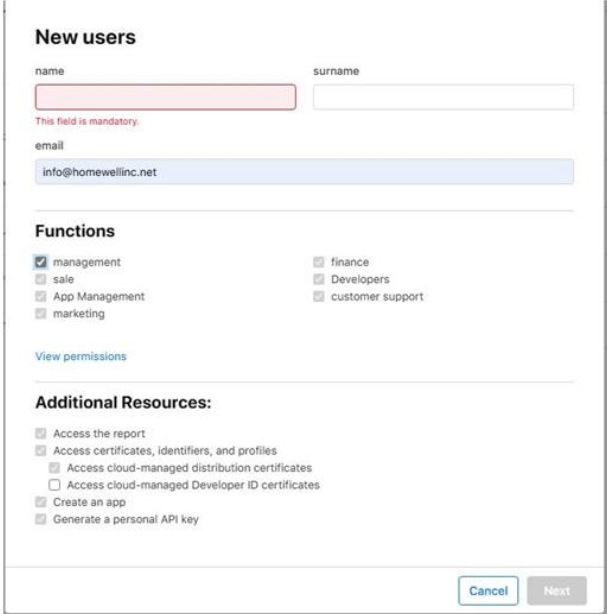 New users
name
surname
This field is mandatory.
email
info@homewellinc.net
Functions
management
finance
sale
Developers
App Management
customer support
marketing
View permissions
Additional Resources:
Access the report
Access certificates, identifiers, and profiles
Access cloud-managed distribution certificates
Access cloud-managed Developer ID certificates
Create an app
Generate a personal API key
Cancel
Next